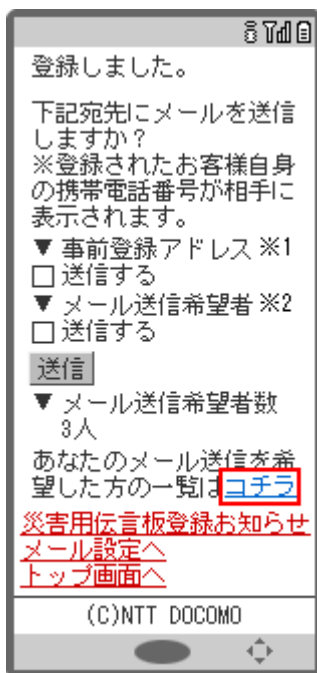 登録しました。
下記宛先にメールを送信
しますか？
※登録されたお客様自身
の携帯電話番号が相手に
表示されます。
▼ 事前登録アドレス ※1
□ 送信する
▼ メール送信希望者 ※2
□ 送信する
送信
▼ メール送信希望者数
3人
あなたのメール送信を希
望した方の一覧はコチラ
災害用伝言板登録お知らせ
メール設定へ
トップ画面へ
(C)NTT DOCOMO